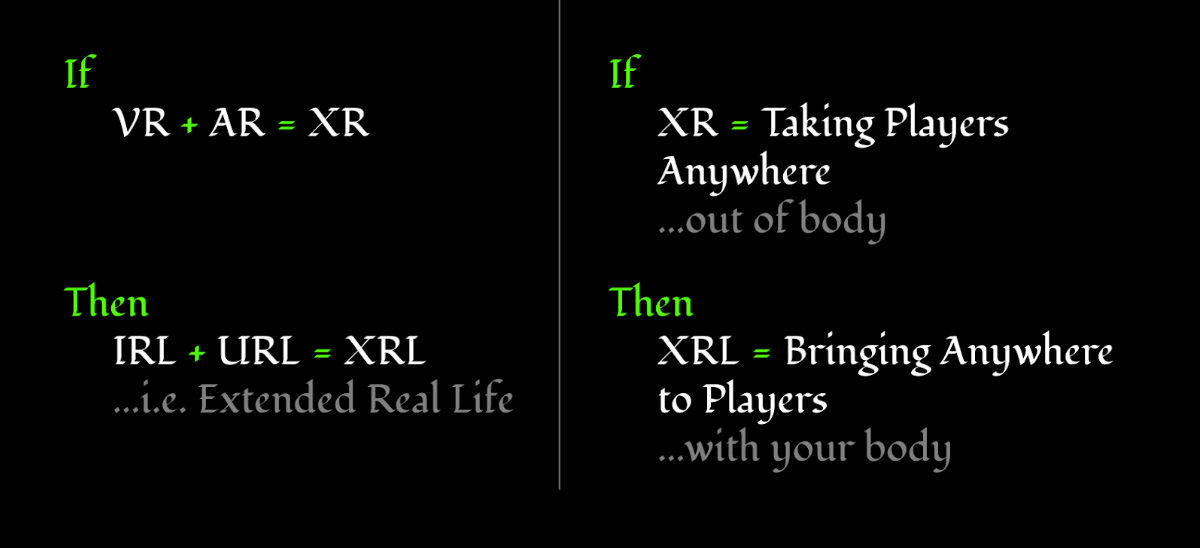 If
VR + AR = XR
Then
IRL + URL = XRL
...i.e. Extended Real Life
If
XR = Taking Players
Anywhere
...out of body
Then
XRL = Bringing Anywhere
to Players
...with your body